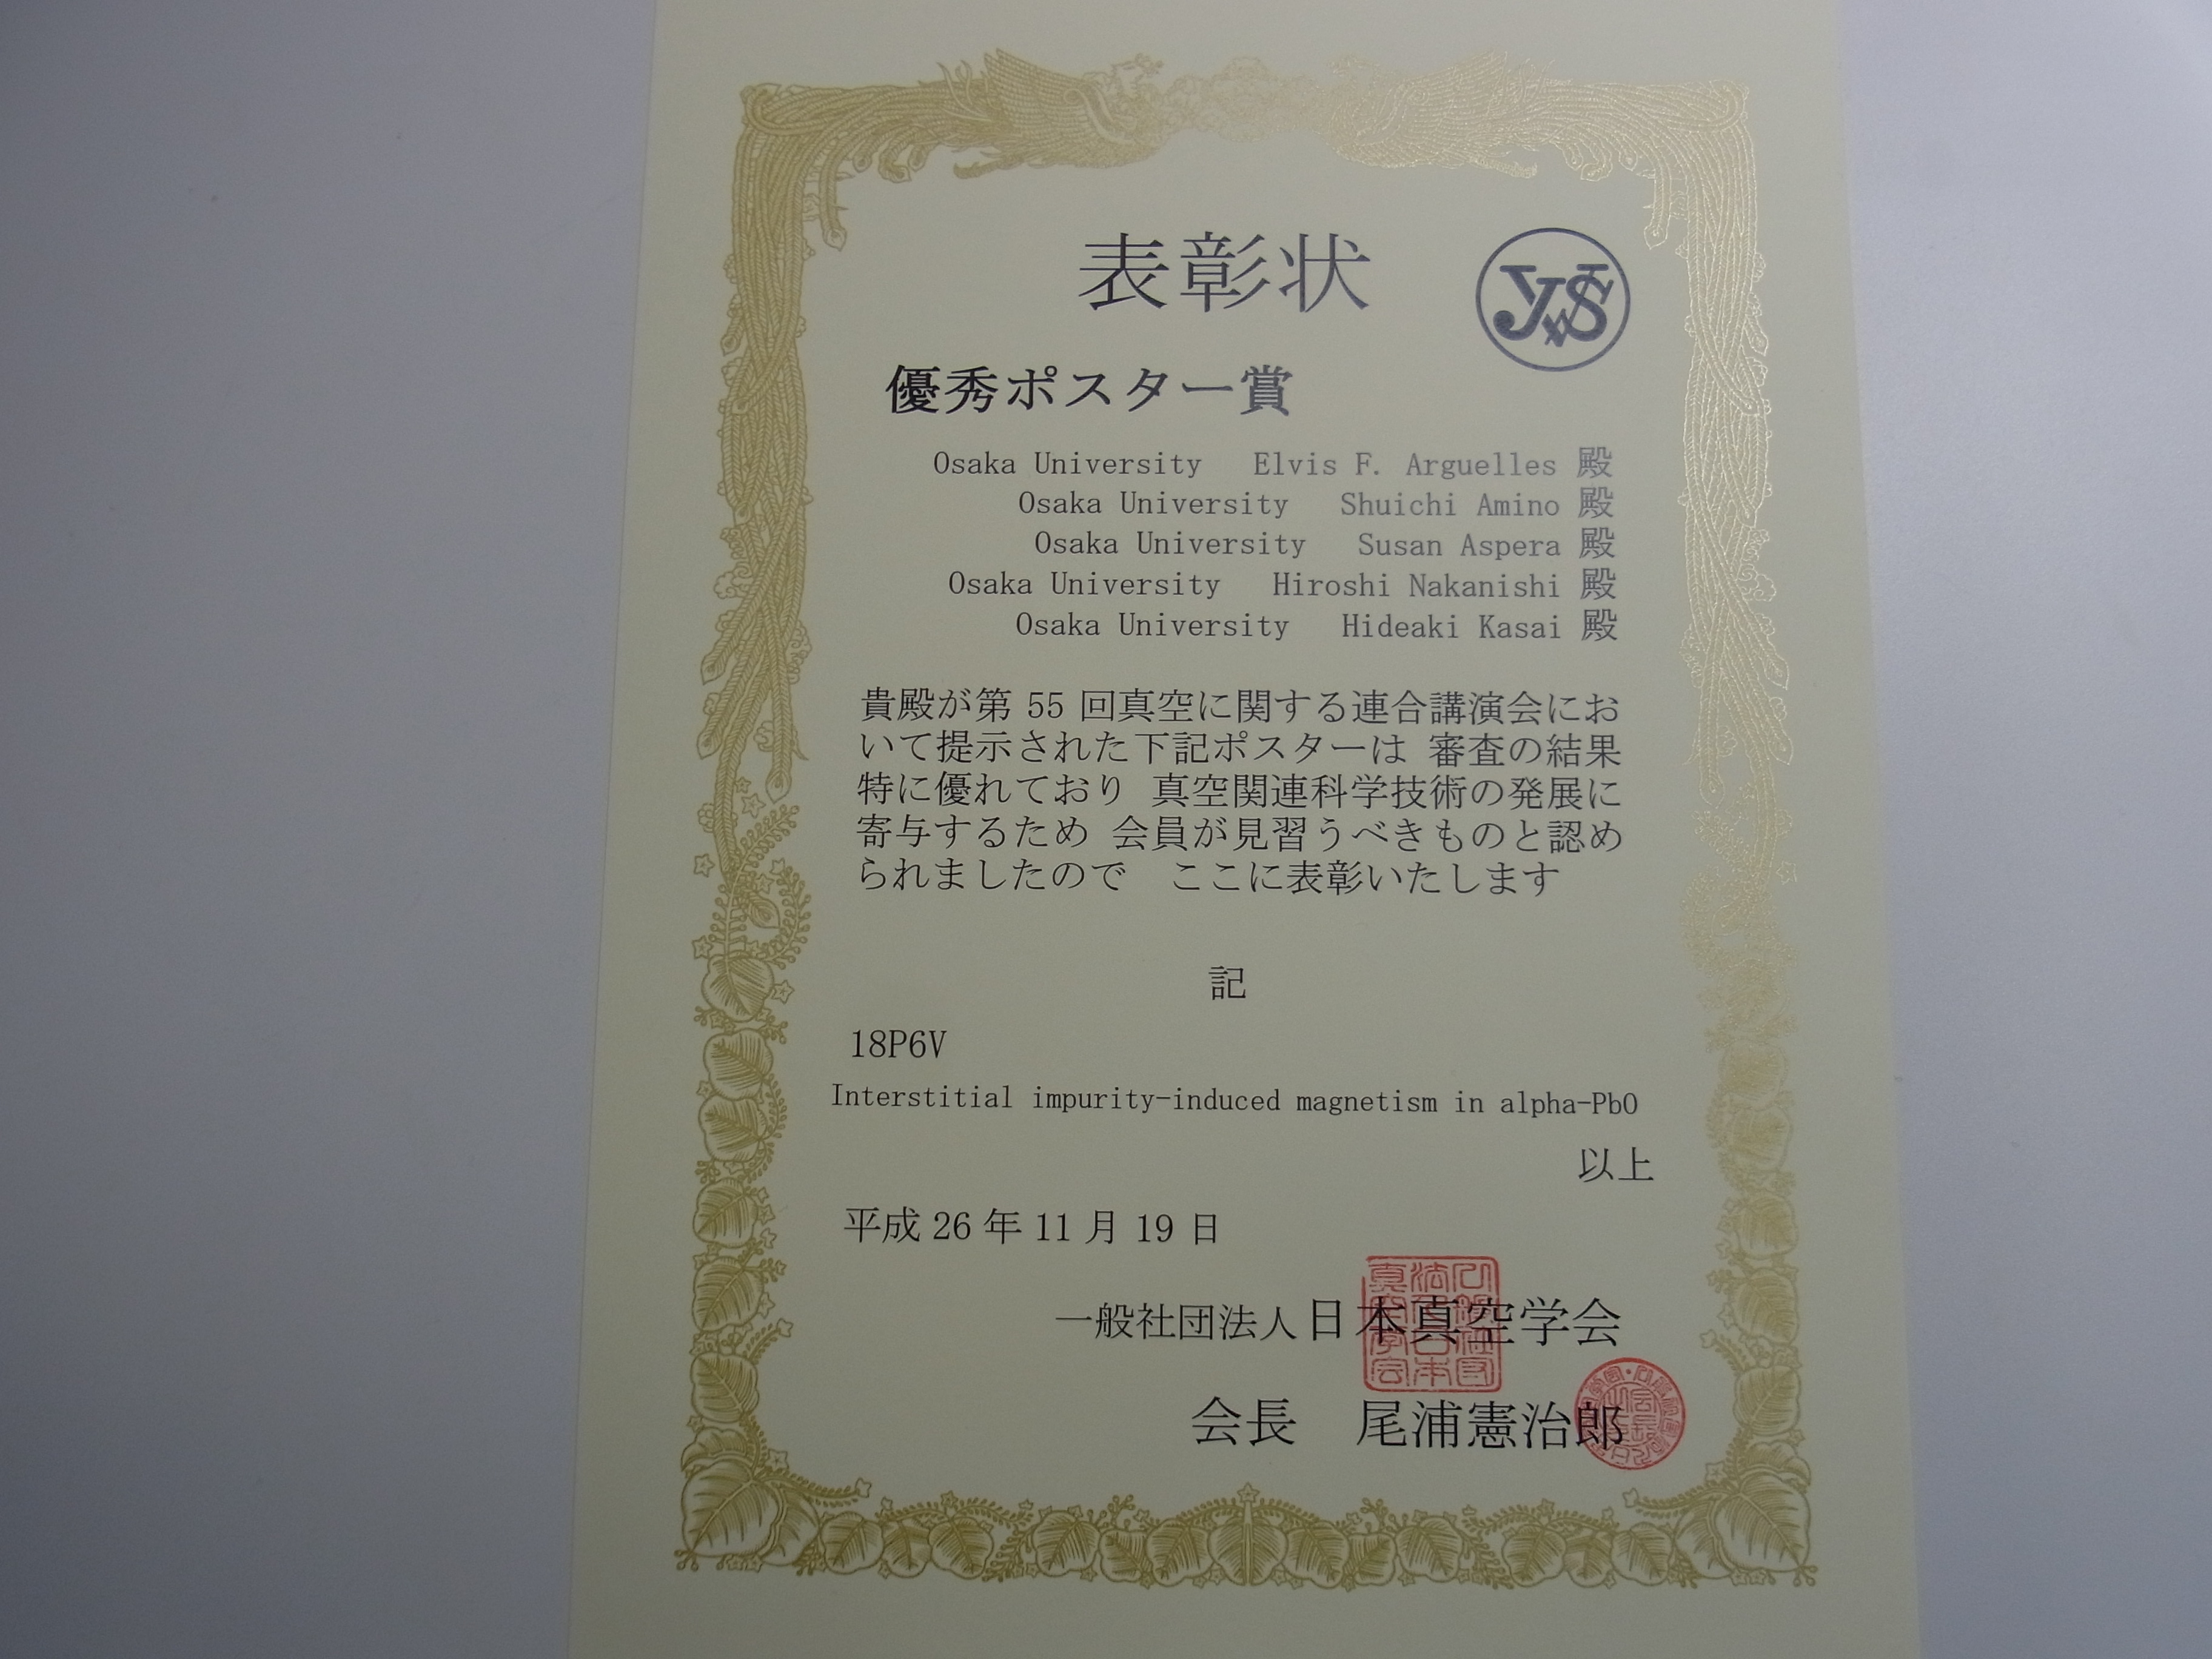 表彰状
優秀ポスター賞
Osaka University Elvis F. Arguelles 殿
Osaka University Shuichi Amino 殿
Osaka University Susan Aspera 殿
Osaka University Hiroshi Nakanishi 殿
Osaka University Hideaki Kasai 殿
貴殿が第 55 回真空に関する連合講演会にお
いて提示された下記ポスターは 審査の結果
特に優れており 真空関連科学技術の発展に
寄与するため 会員が見習うべきものと認め
られましたので ここに表彰いたします
記
18P6V
Interstitial impurity-induced magnetism in alpha-PbO
以上
平成 26 年 11 月 19 日
一般社団法人日本真空学会
会長 尾浦憲治郎